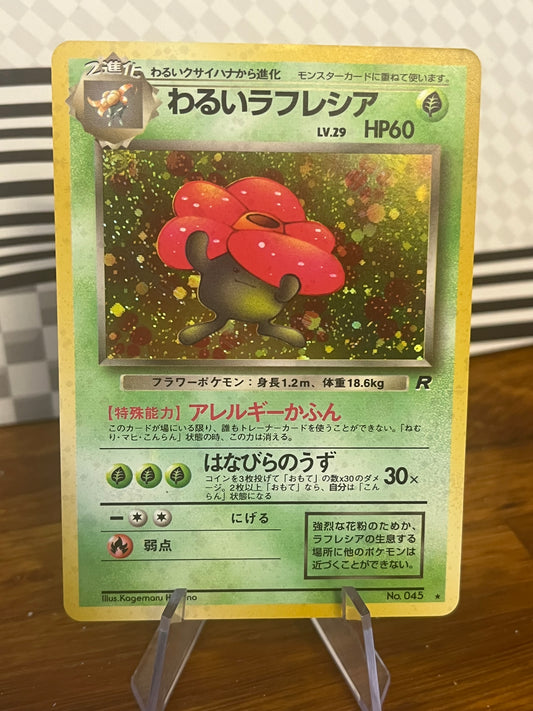 2進化
わるいクサイハナから進化
モンスターカードに重ねて使います。
わるいラフレシア
LV.29 HP60
フラワーポケモン：身長1.2m、体重18.6kg
R
【特殊能力】アレルギーかふん
このカードが場にいる限り、誰もトレーナーカードを使うことができない。「ねむ
り・マヒ・こんらん」状態の時、この力は消える。
はなびらのうず 30×
コインを3枚投げて「おもて」の数x30のダメ
ージ。2枚以上「おもて」なら、自分は「こん
らん」状態になる
にげる
弱点
強烈な花粉のためか、
ラフレシアの生息する
場所に他のポケモンは
近づくことができない。
Illus.Kagemaru
No. 045 ★